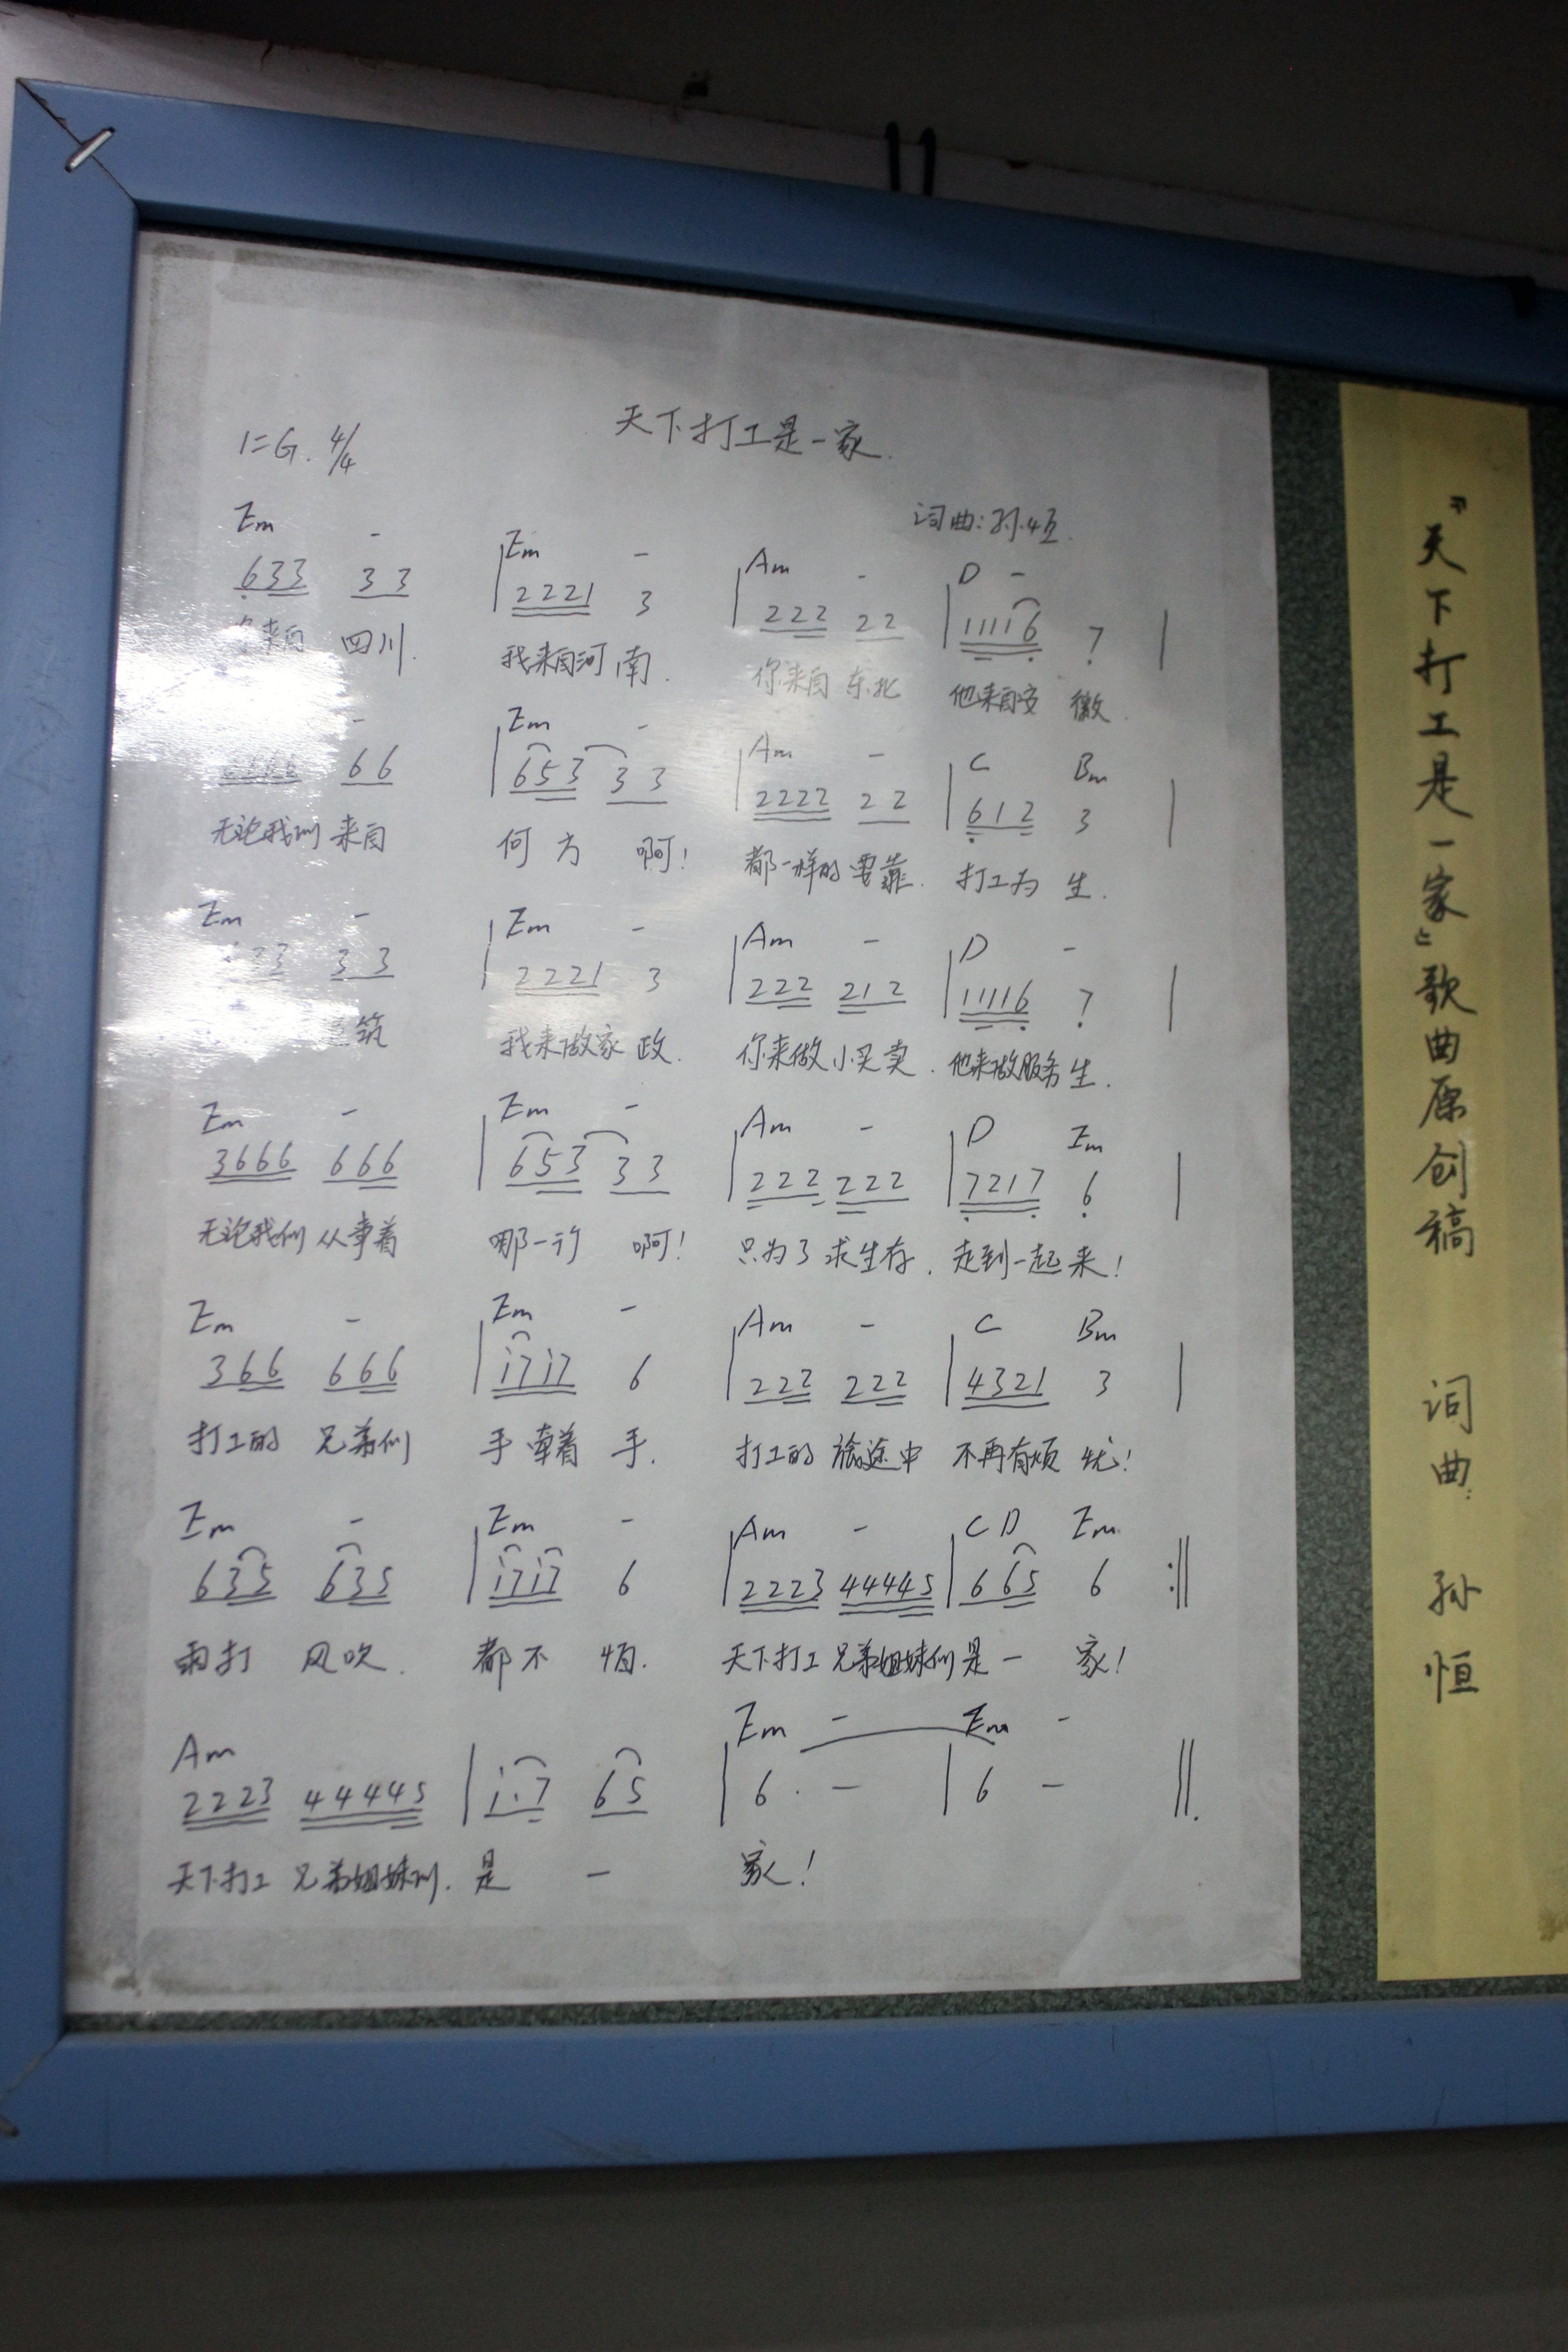 天下打工是一家.
1=G. 4/4
词曲:孙恒.
Em - Em - Am - D -
633 33 | 2221 3 | 222 22 | 11116 7 |
来自 四川. 我来自河南. 你来自东北 他来自安徽.
- Em - Am - C Bm
66 | 653 33 | 2222 22 | 612 3 |
无论我们来自 何方 啊! 都一样的要靠. 打工为生.
Em - Em - Am - D -
33 33 | 2221 3 | 222 212 | 11116 7 |
筑 我来做家政. 你来做小买卖. 他来做服务生.
Em - Em - Am - D Em
3666 666 | 653 33 | 222 222 | 7217 6 |
无论我们从事着 哪一行 啊! 只为了求生存. 走到一起来!
Em - Em - Am - C Bm
366 666 | i7i7 6 | 222 222 | 4321 3 |
打工的 兄弟们 手牵着 手. 打工的 旅途中 不再有烦忧!
Em - Em - Am - C D Em
635 635 | i7i7 6 | 2223 44445 | 665 6 :‖
雨打 风吹. 都不 怕. 天下打工兄弟姐妹们是一 家!
Am Em - Em -
2223 44445 | i·7 65 | 6 - | 6 - ‖.
天下打工 兄弟姐妹们. 是 一 家!
『天下打工是一家』歌曲原创稿 词曲: 孙恒